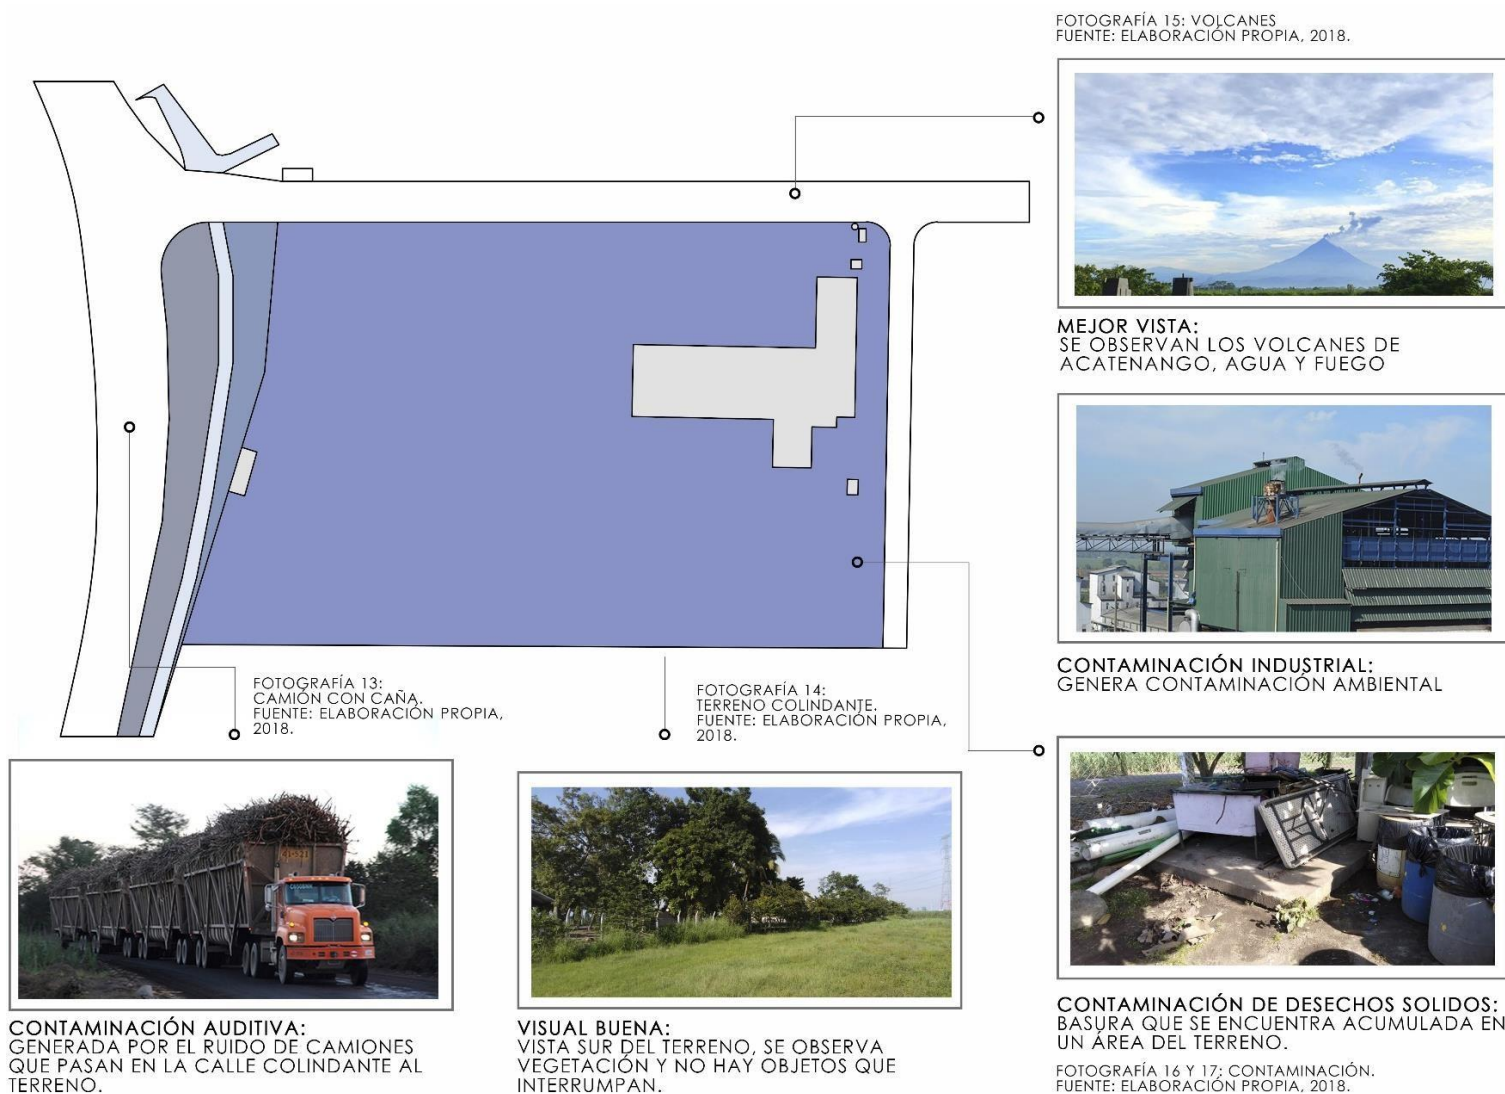 FOTOGRAFÍA 15: VOLCANES
FUENTE: ELABORACIÓN PROPIA, 2018.
MEJOR VISTA:
SE OBSERVAN LOS VOLCANES DE
ACATENANGO, AGUA Y FUEGO
CONTAMINACIÓN INDUSTRIAL:
GENERA CONTAMINACIÓN AMBIENTAL
FOTOGRAFÍA 13:
CAMIÓN CON CAÑA.
FUENTE: ELABORACIÓN PROPIA,
2018.
FOTOGRAFÍA 14:
TERRENO COLINDANTE.
FUENTE: ELABORACIÓN PROPIA,
2018.
CONTAMINACIÓN AUDITIVA:
GENERADA POR EL RUIDO DE CAMIONES
QUE PASAN EN LA CALLE COLINDANTE AL
TERRENO.
VISUAL BUENA:
VISTA SUR DEL TERRENO, SE OBSERVA
VEGETACIÓN Y NO HAY OBJETOS QUE
INTERRUMPAN.
CONTAMINACIÓN DE DESECHOS SOLIDOS:
BASURA QUE SE ENCUENTRA ACUMULADA EN
UN ÁREA DEL TERRENO.
FOTOGRAFÍA 16 Y 17: CONTAMINACIÓN.
FUENTE: ELABORACIÓN PROPIA, 2018.